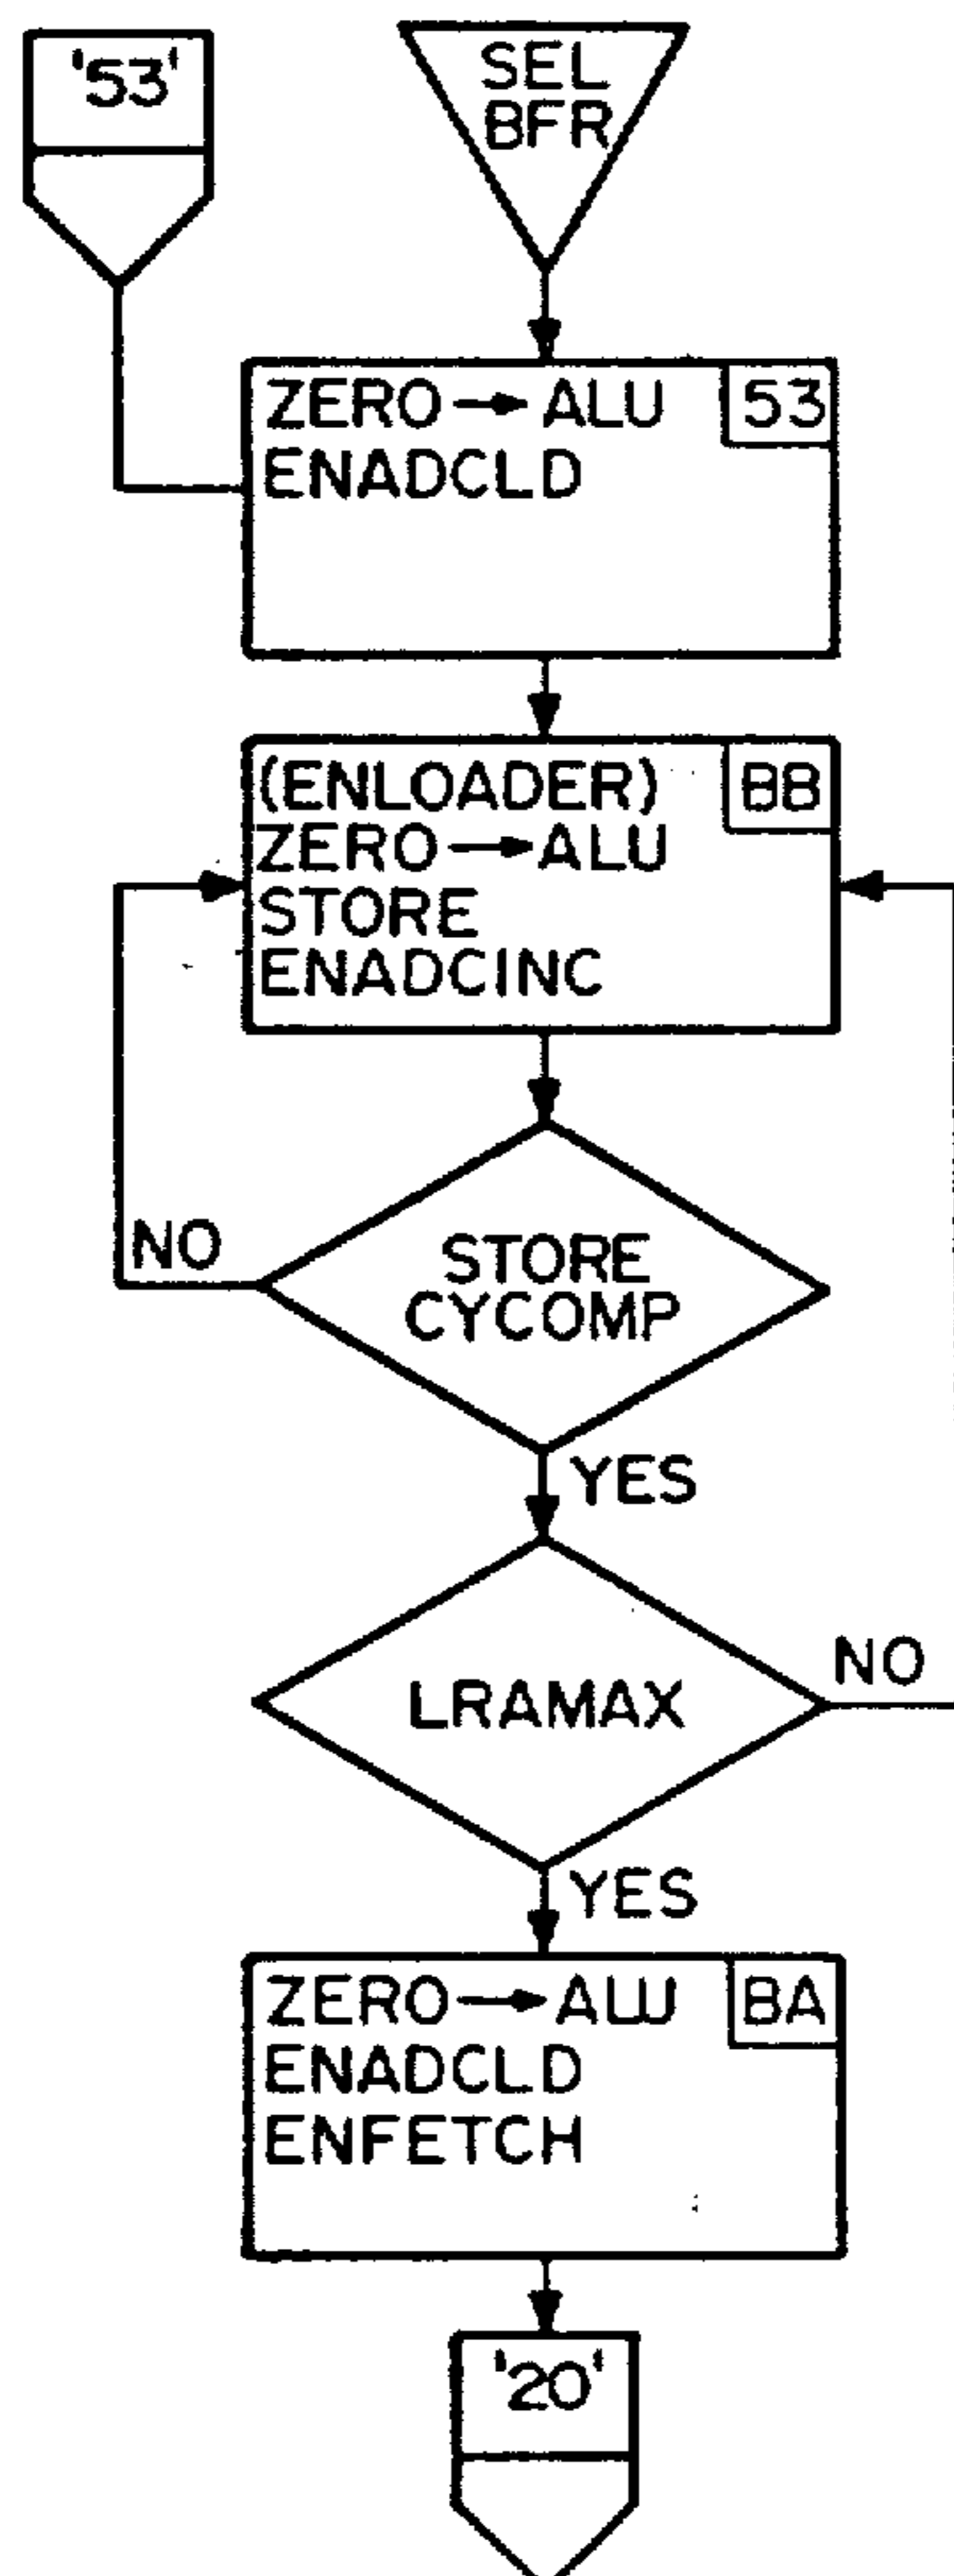 '53'
SEL
BFR
ZERO→ALU
53
ENADCLD
(ENLOADER)
BB
ZERO→ALU
STORE
ENADCINC
NO
STORE
CYCOMP
YES
LRAMAX
NO
YES
ZERO→ALU
BA
ENADCLD
ENFETCH
'20'